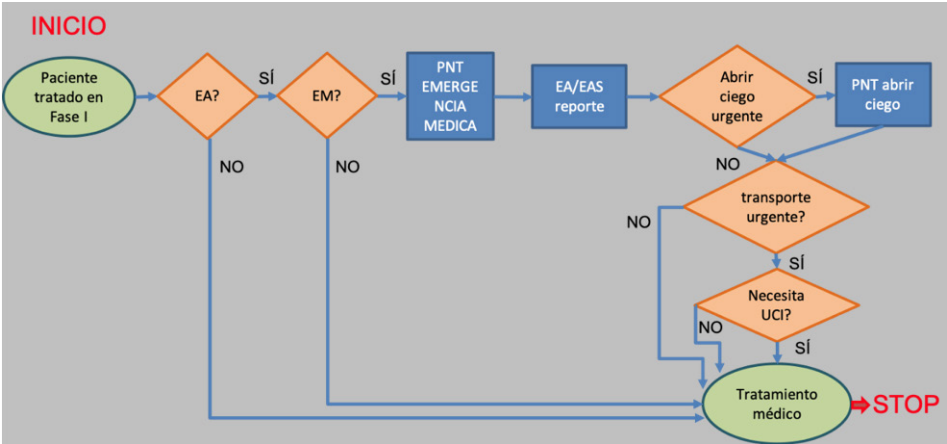 INICIO
Paciente
tratado en
Fase I
EA?
SÍ
NO
EM?
SÍ
NO
PNT
EMERGE
NCIA
MEDICA
EA/EAS
reporte
Abrir
ciego
urgente
SÍ
NO
PNT abrir
ciego
transporte
urgente?
NO
SÍ
Necesita
UCI?
NO
SÍ
Tratamiento
médico
STOP